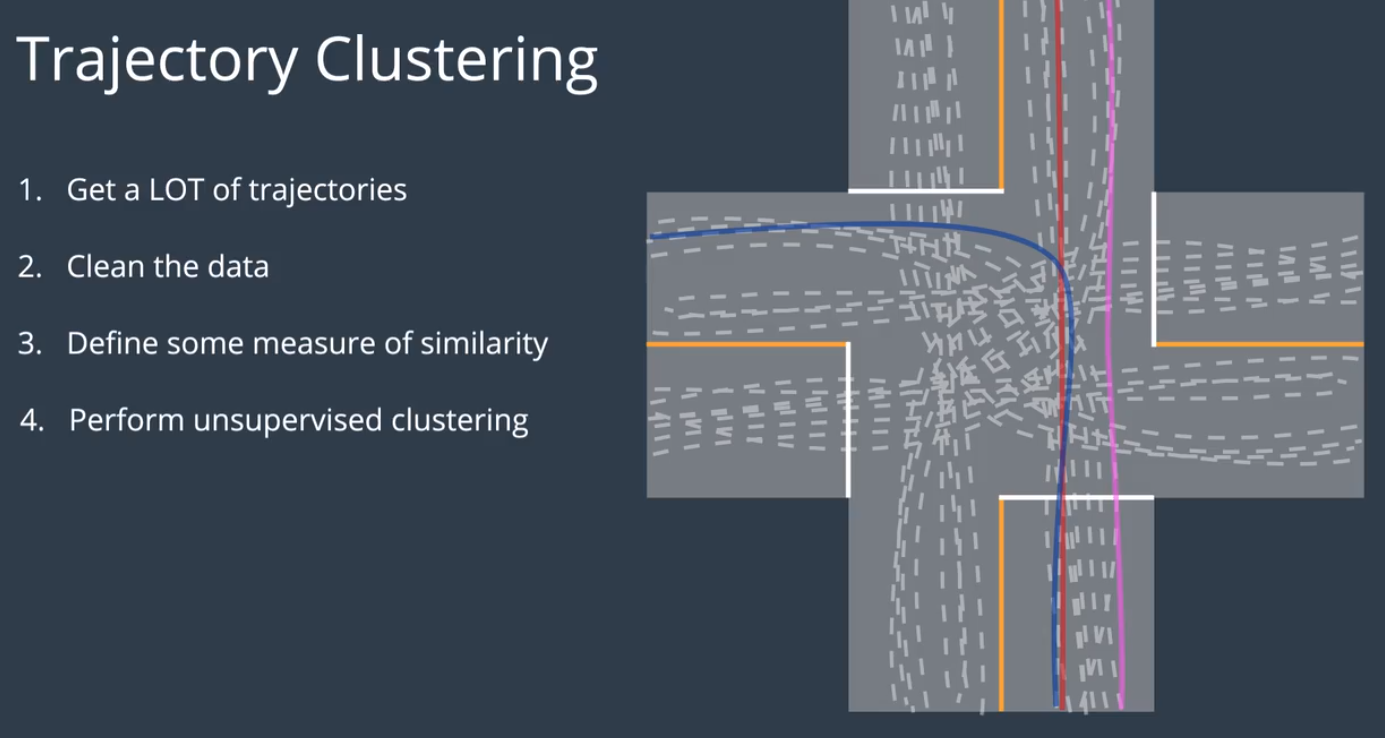 Trajectory Clustering
1. Get a LOT of trajectories
2. Clean the data
3. Define some measure of similarity
4. Perform unsupervised clustering